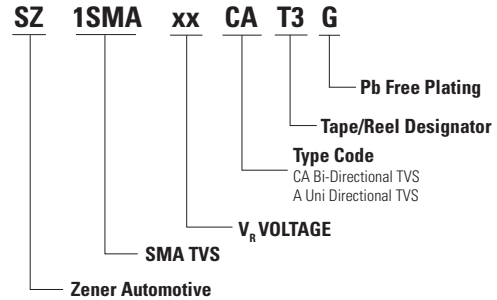 SZ 1SMA xx CA T3 G
Pb Free Plating
Tape/Reel Designator
Type Code
CA Bi-Directional TVS
A Uni Directional TVS
VR VOLTAGE
SMA TVS
Zener Automotive